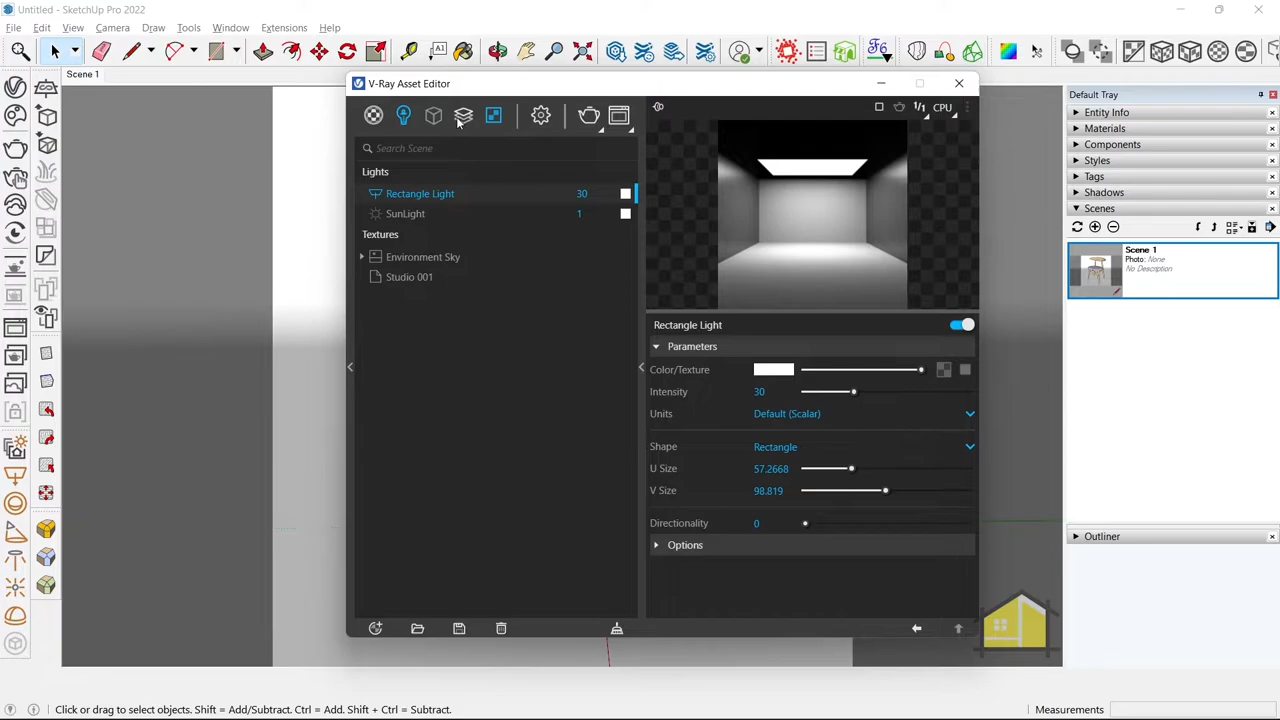 Untitled - SketchUp Pro 2022
File Edit View Camera Draw Tools Window Extensions Help
Scene 1
V-Ray Asset Editor
1/1 CPU
Search Scene
Lights
Rectangle Light 30
SunLight 1
Textures
Environment Sky
Studio 001
Rectangle Light
Parameters
Color/Texture
Intensity 30
Units Default (Scalar)
Shape Rectangle
U Size 57.2668
V Size 98.819
Directionality 0
Options
Default Tray
Entity Info
Materials
Components
Styles
Tags
Shadows
Scenes
Scene 1
Photo: None
No Description
Outliner
Click or drag to select objects. Shift = Add/Subtract. Ctrl = Add. Shift + Ctrl = Subtract.
Measurements